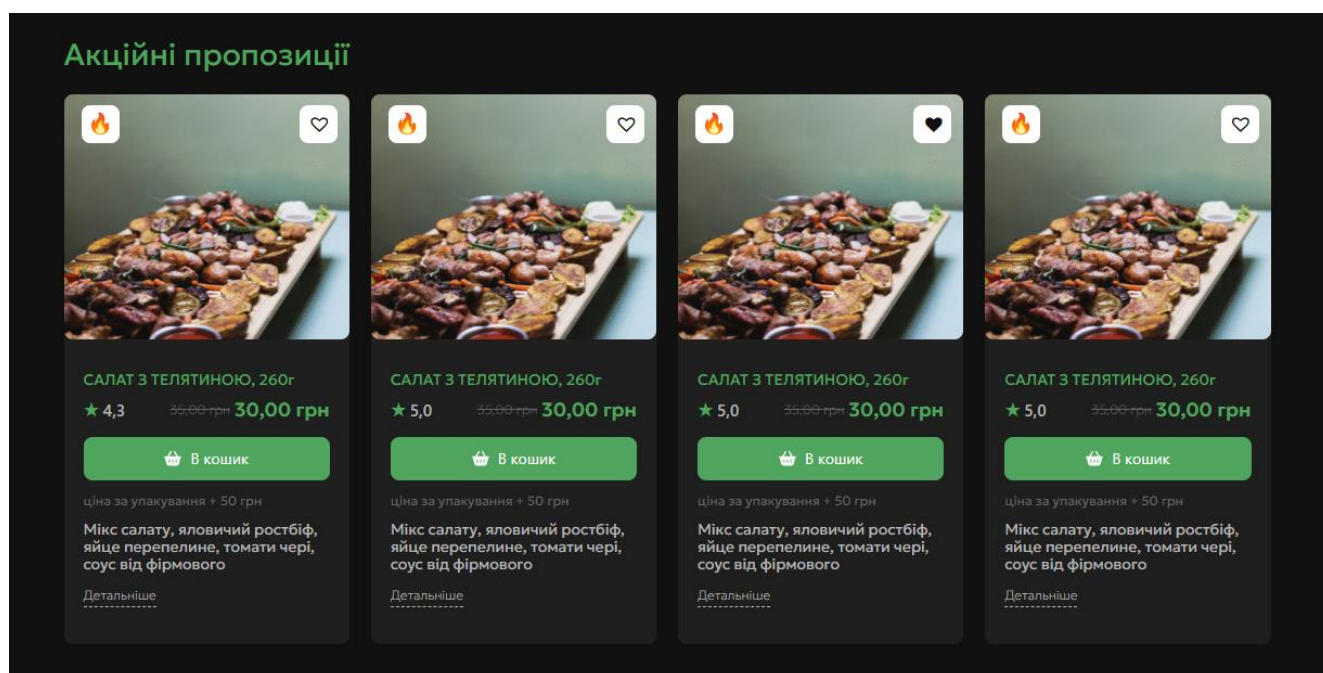 Акційні пропозиції
САЛАТ З ТЕЛЯТИНОЮ, 260г
★ 4,3 35,00 грн 30,00 грн
В кошик
ціна за упакування + 50 грн
Мікс салату, яловичий ростбіф,
яйце перепелине, томати чері,
соус від фірмового
Детальніше
САЛАТ З ТЕЛЯТИНОЮ, 260г
★ 5,0 35,00 грн 30,00 грн
В кошик
ціна за упакування + 50 грн
Мікс салату, яловичий ростбіф,
яйце перепелине, томати чері,
соус від фірмового
Детальніше
САЛАТ З ТЕЛЯТИНОЮ, 260г
★ 5,0 35,00 грн 30,00 грн
В кошик
ціна за упакування + 50 грн
Мікс салату, яловичий ростбіф,
яйце перепелине, томати чері,
соус від фірмового
Детальніше
САЛАТ З ТЕЛЯТИНОЮ, 260г
★ 5,0 35,00 грн 30,00 грн
В кошик
ціна за упакування + 50 грн
Мікс салату, яловичий ростбіф,
яйце перепелине, томати чері,
соус від фірмового
Детальніше